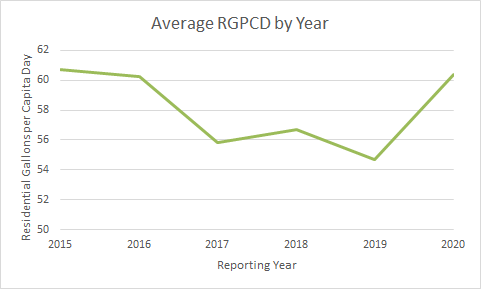 Average RGPCD by Year
Residential Gallonsper Capita Day
62
60
58
56
54
52
50
2015 2016 2017 2018 2019 2020
Reporting Year